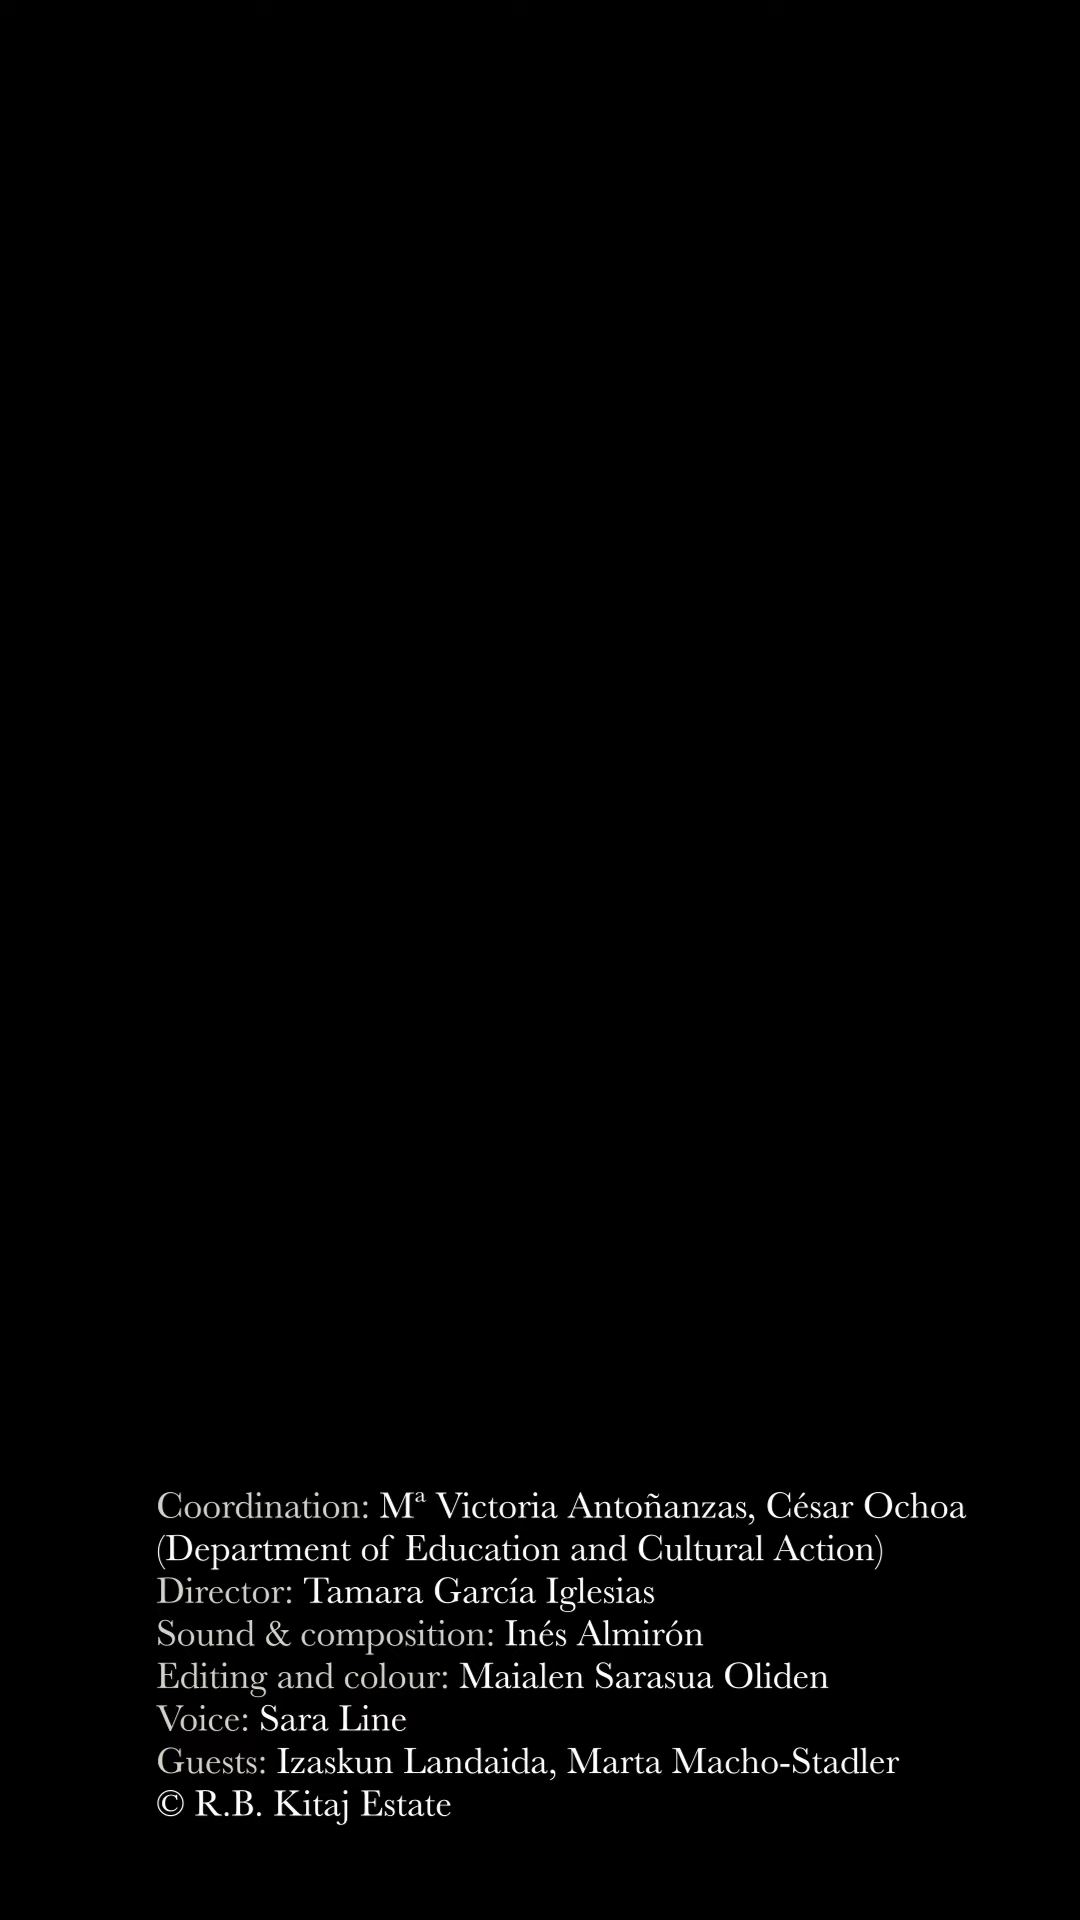 Coordination: Mª Victoria Antoñanzas, César Ochoa
(Department of Education and Cultural Action)
Director: Tamara García Iglesias
Sound & composition: Inés Almirón
Editing and colour: Maialen Sarasua Oliden
Voice: Sara Line
Guests: Izaskun Landaida, Marta Macho-Stadler
© R.B. Kitaj Estate